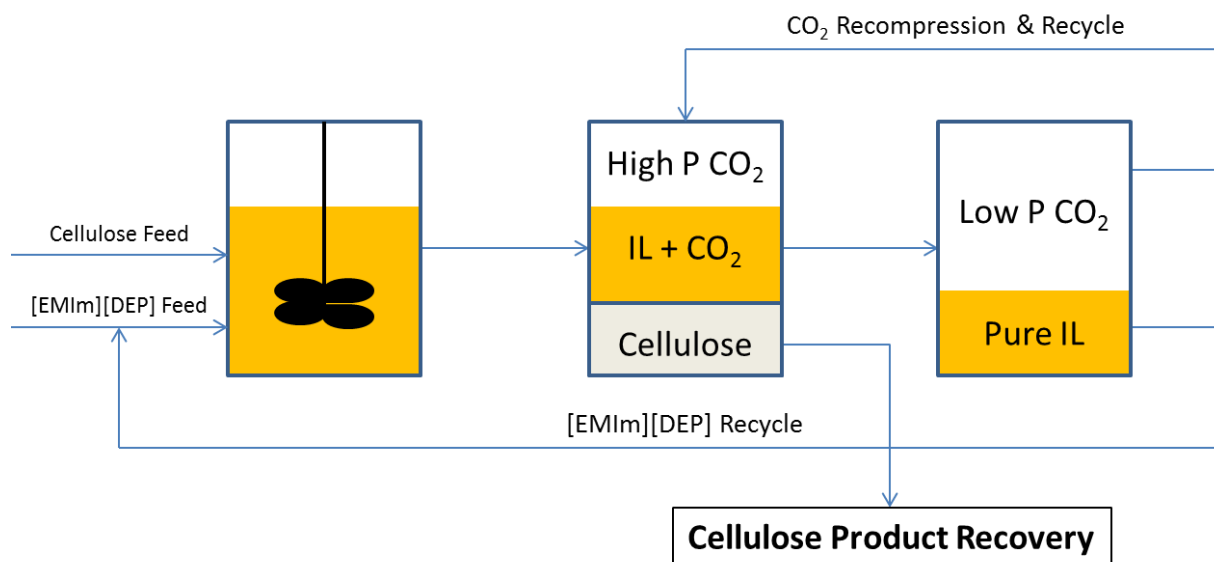 CO₂ Recompression & Recycle
High P CO₂
IL + CO₂
Cellulose
Low P CO₂
Pure IL
Cellulose Feed
[EMIm][DEP] Feed
[EMIm][DEP] Recycle
Cellulose Product Recovery